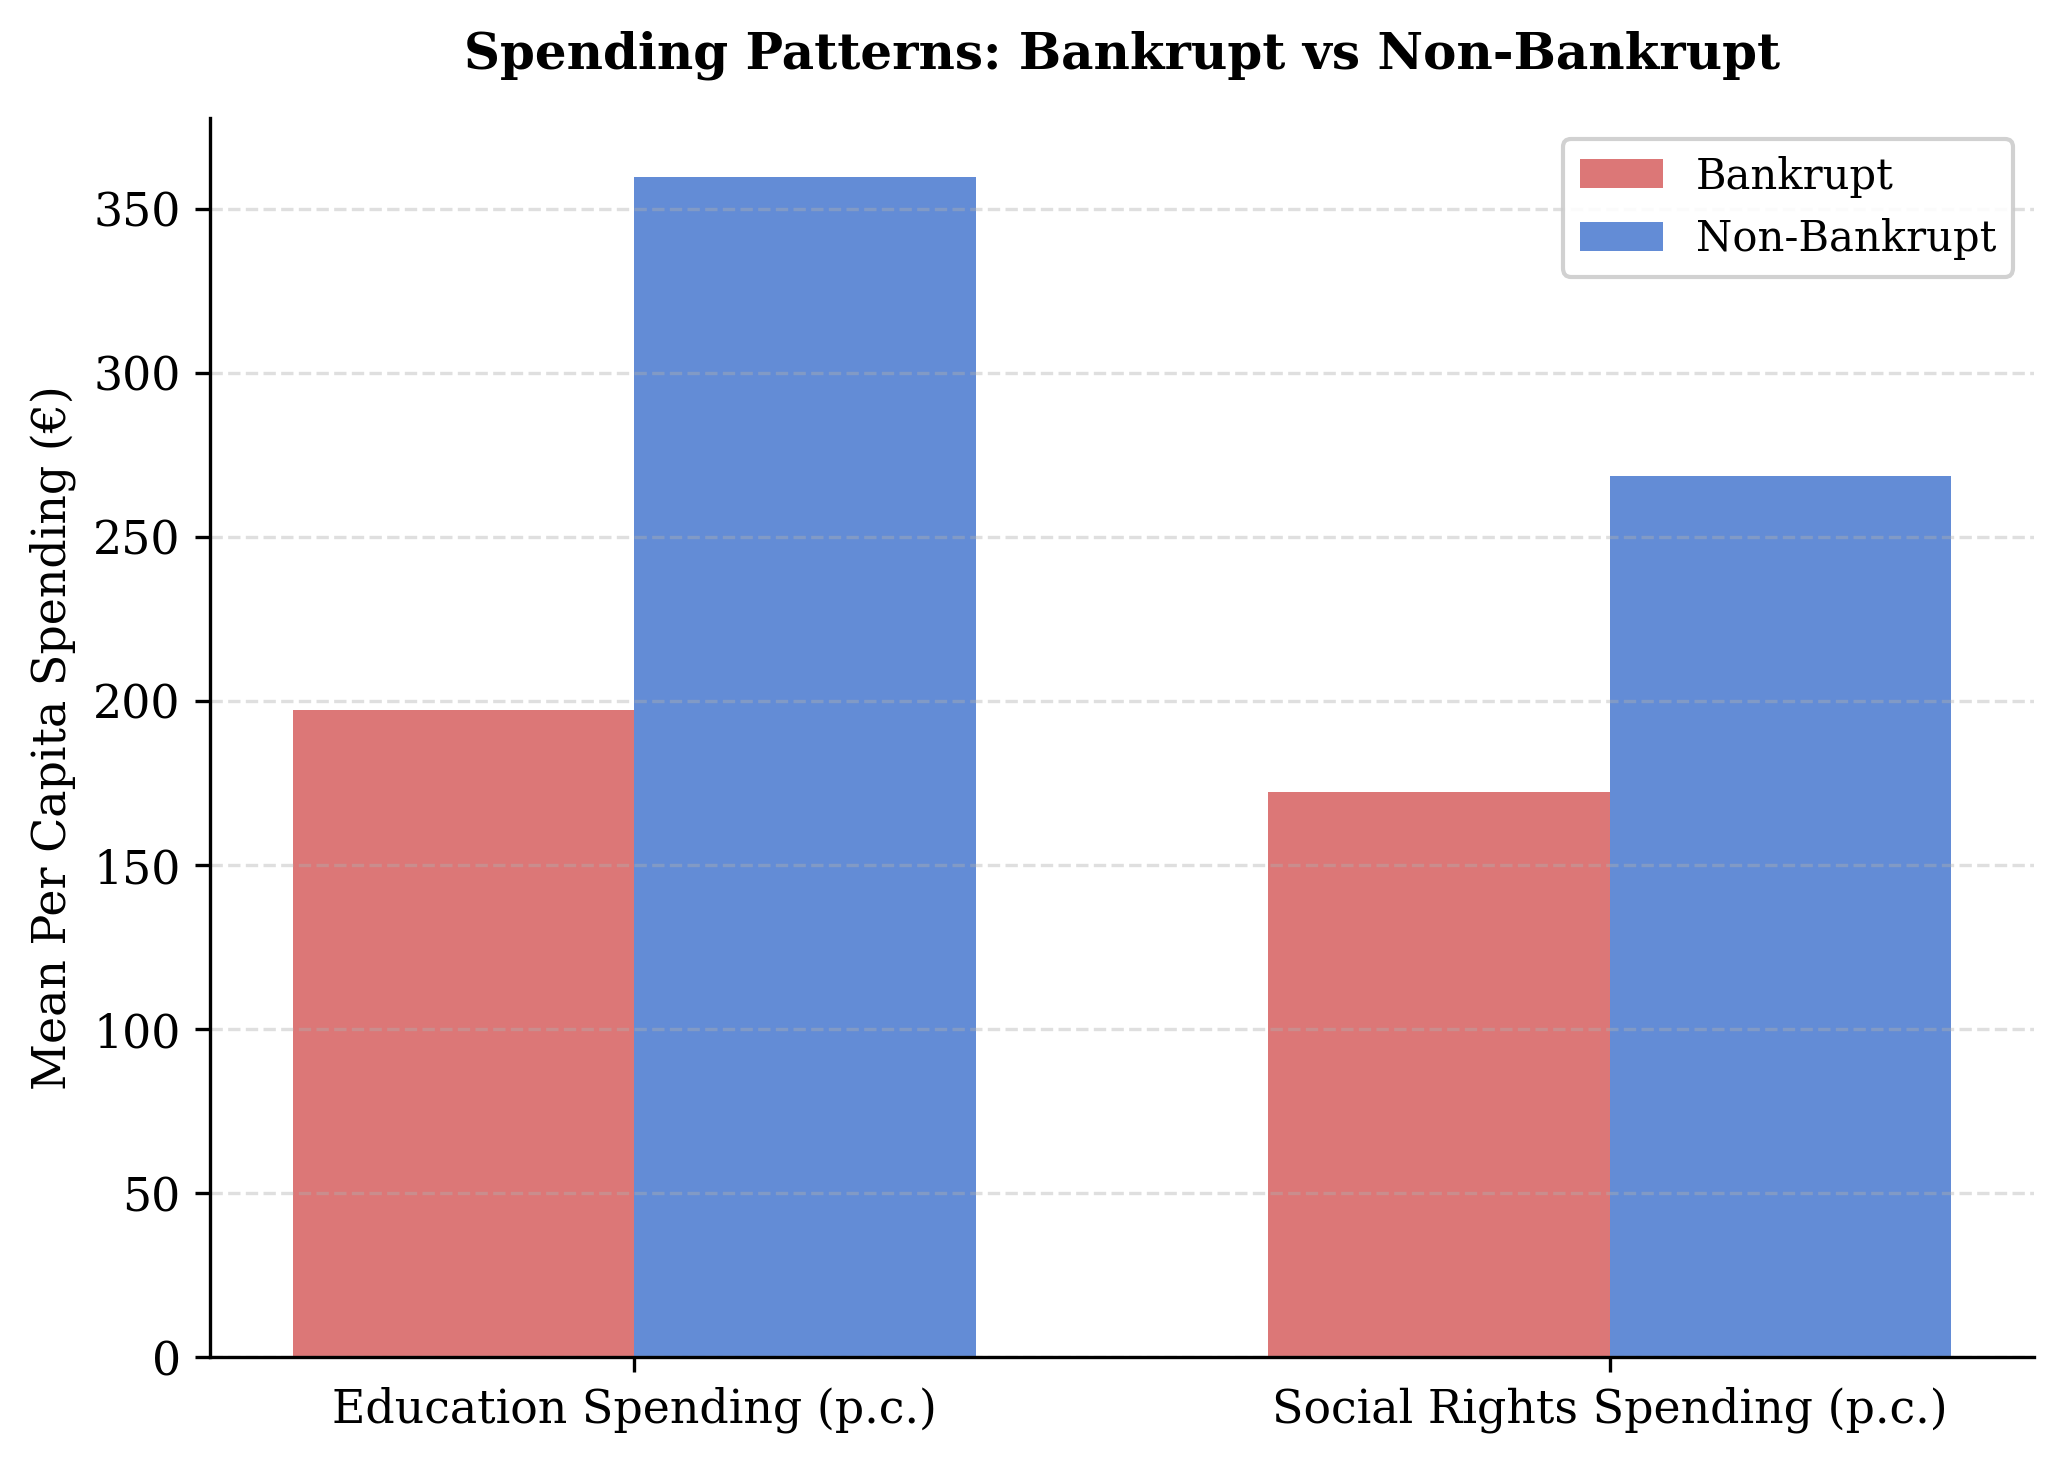 Spending Patterns: Bankrupt vs Non-Bankrupt
Bankrupt
Non-Bankrupt
Mean Per Capita Spending (€)
350
300
250
200
150
100
50
0
Education Spending (p.c.)
Social Rights Spending (p.c.)